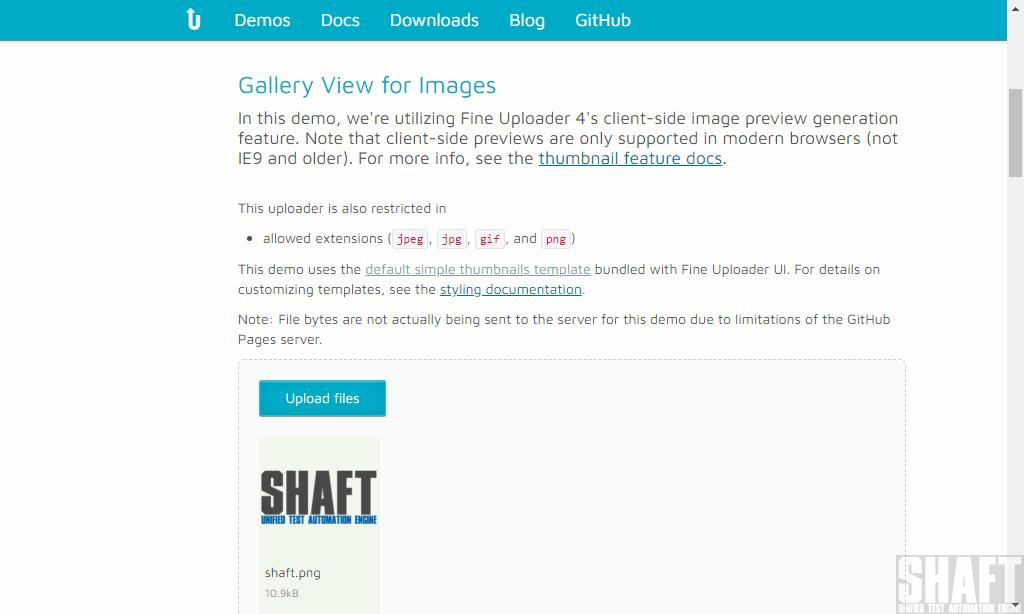 Demos Docs Downloads Blog GitHub
Gallery View for Images
In this demo, we're utilizing Fine Uploader 4's client-side image preview generation
feature. Note that client-side previews are only supported in modern browsers (not
IE9 and older). For more info, see the thumbnail feature docs.
This uploader is also restricted in
• allowed extensions (jpeg, jpg, gif, and png)
This demo uses the default simple thumbnails template bundled with Fine Uploader UI. For details on
customizing templates, see the styling documentation.
Note: File bytes are not actually being sent to the server for this demo due to limitations of the GitHub
Pages server.
Upload files
SHAFT
UNIFIED TEST AUTOMATION ENGINE
shaft.png
10.9kB
SHAFT
UNIFIED TEST AUTOMATION ENGINE